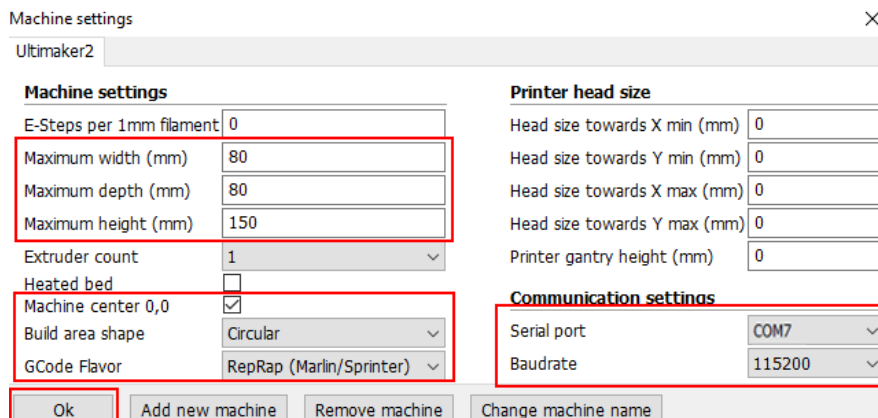 Machine settings
Ultimaker2
Machine settings
E-Steps per 1mm filament 0
Maximum width (mm) 80
Maximum depth (mm) 80
Maximum height (mm) 150
Extruder count 1
Heated bed
Machine center 0,0
Build area shape Circular
GCode Flavor RepRap (Marlin/Sprinter)
Printer head size
Head size towards X min (mm) 0
Head size towards Y min (mm) 0
Head size towards X max (mm) 0
Head size towards Y max (mm) 0
Printer gantry height (mm) 0
Communication settings
Serial port COM7
Baudrate 115200
Ok Add new machine Remove machine Change machine name